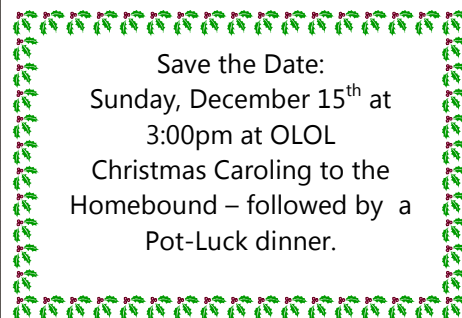 Save the Date:
Sunday, December 15th at
3:00pm at OLOL
Christmas Caroling to the
Homebound – followed by  a
Pot-Luck dinner.